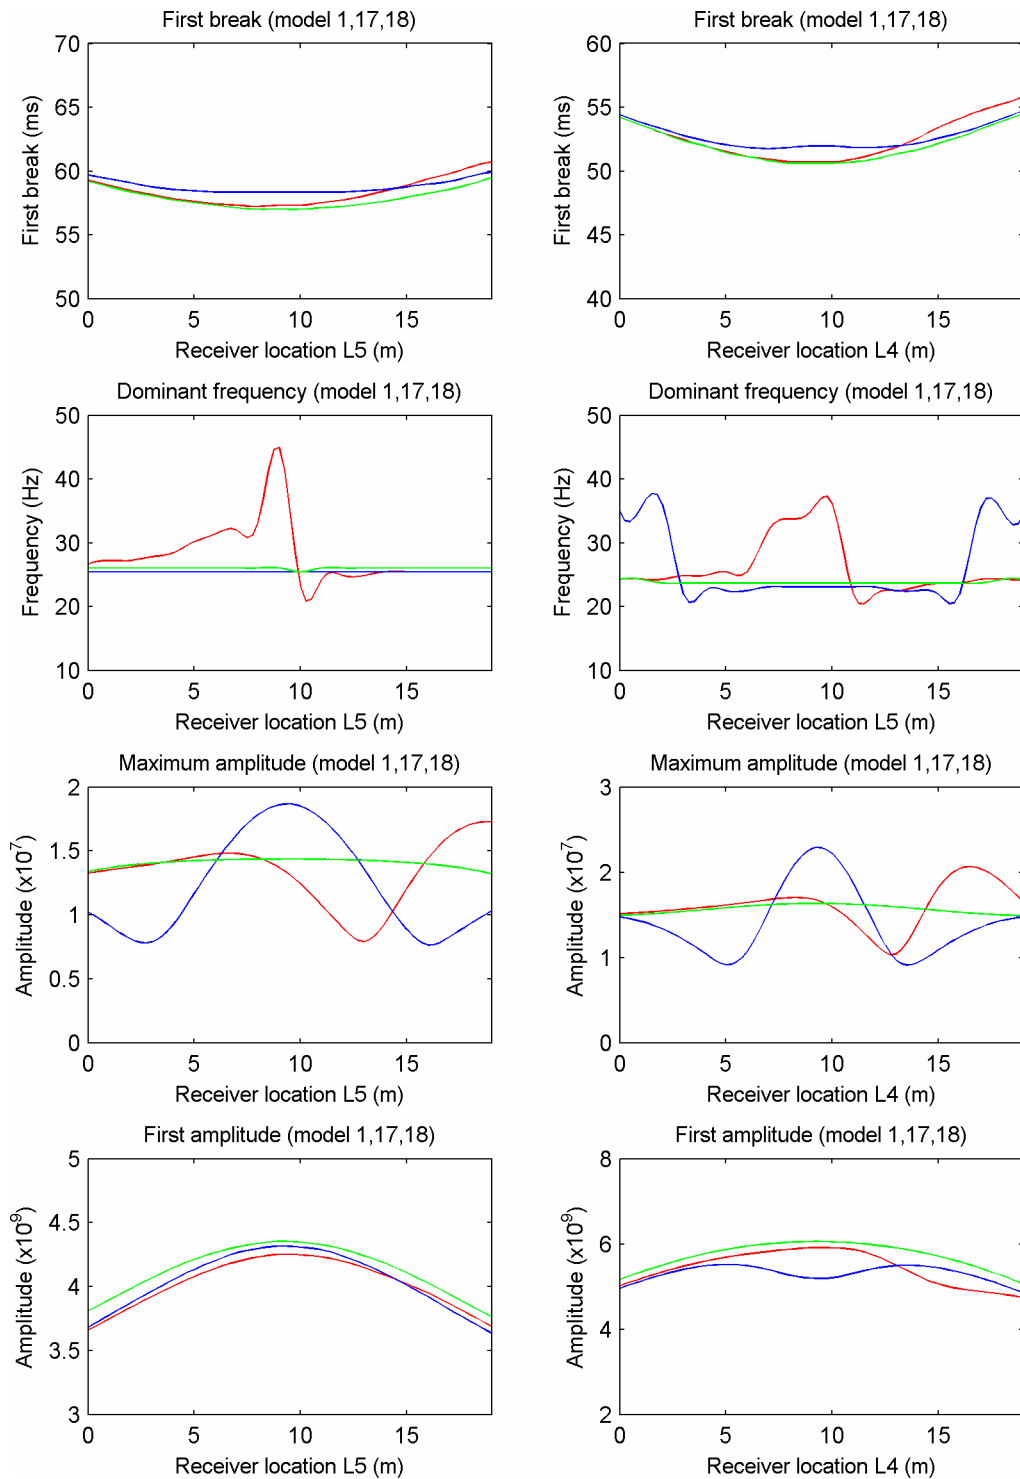 First break (model 1,17,18)
70
65
60
55
50
First break (ms)
0 5 10 15
Receiver location L5 (m)
First break (model 1,17,18)
60
55
50
45
40
First break (ms)
0 5 10 15
Receiver location L4 (m)
Dominant frequency (model 1,17,18)
50
40
30
20
10
Frequency (Hz)
0 5 10 15
Receiver location L5 (m)
Dominant frequency (model 1,17,18)
50
40
30
20
10
Frequency (Hz)
0 5 10 15
Receiver location L4 (m)
Maximum amplitude (model 1,17,18)
2
1.5
1
0.5
0
Amplitude (x10⁷)
0 5 10 15
Receiver location L5 (m)
Maximum amplitude (model 1,17,18)
3
2
1
0
Amplitude (x10⁷)
0 5 10 15
Receiver location L4 (m)
First amplitude (model 1,17,18)
5
4.5
4
3.5
3
Amplitude (x10⁹)
0 5 10 15
Receiver location L5 (m)
First amplitude (model 1,17,18)
8
6
4
2
Amplitude (x10⁹)
0 5 10 15
Receiver location L4 (m)